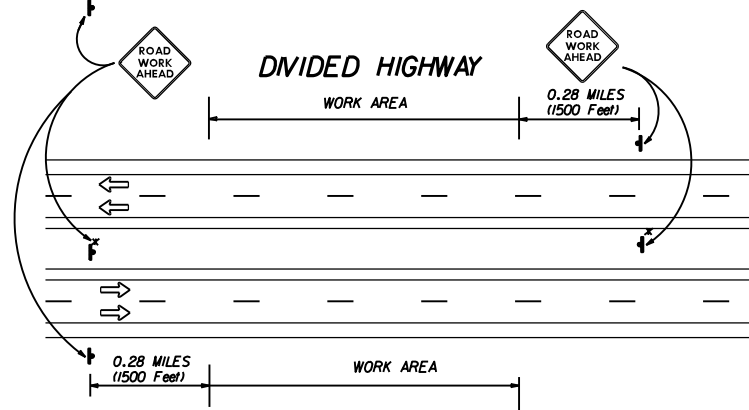 ROAD
WORK
AHEAD
DIVIDED HIGHWAY
ROAD
WORK
AHEAD
WORK AREA
0.28 MILES
(1500 Feet)
x
x
0.28 MILES
(1500 Feet)
WORK AREA